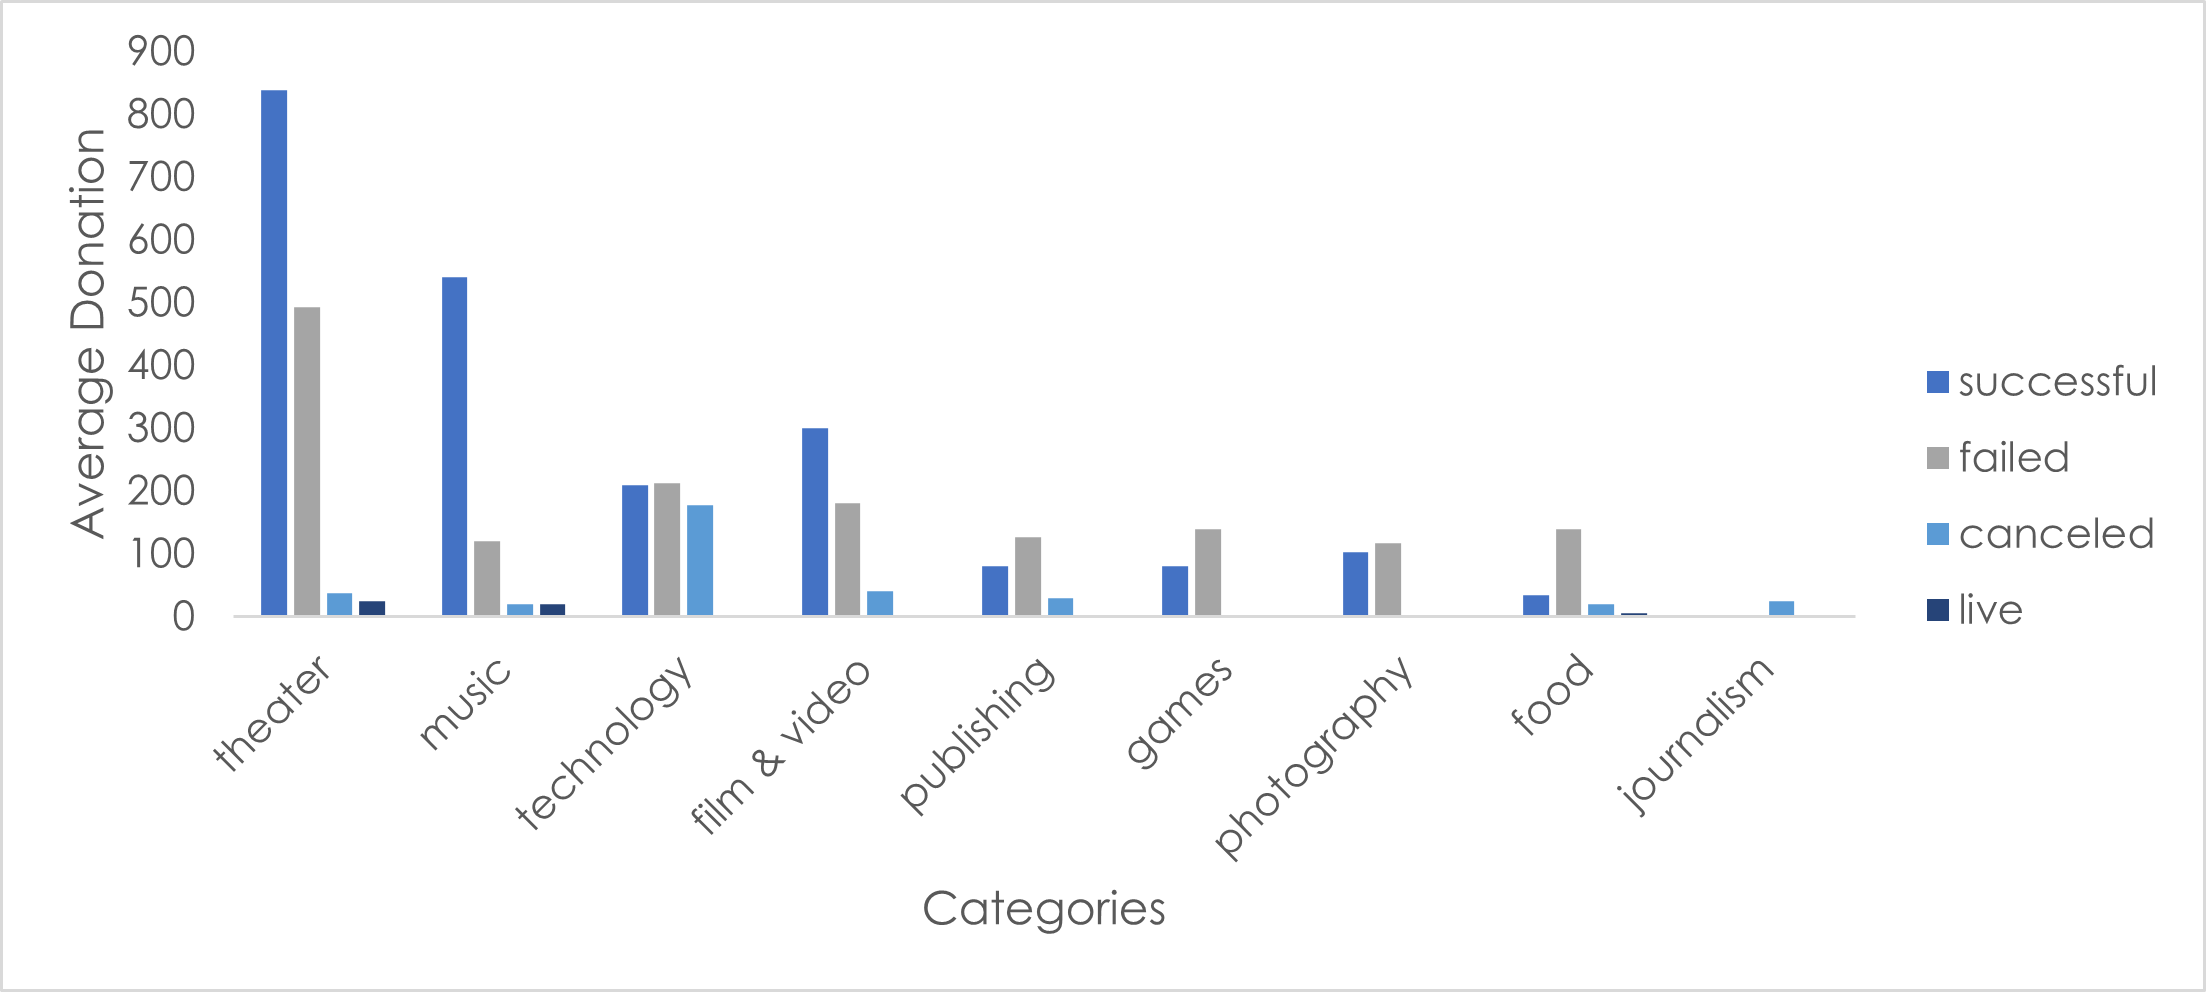 900
800
700
600
500
400
300
200
100
0
Average Donation
theater
music
technology
film & video
publishing
games
photography
food
journalism
Categories
successful
failed
canceled
live